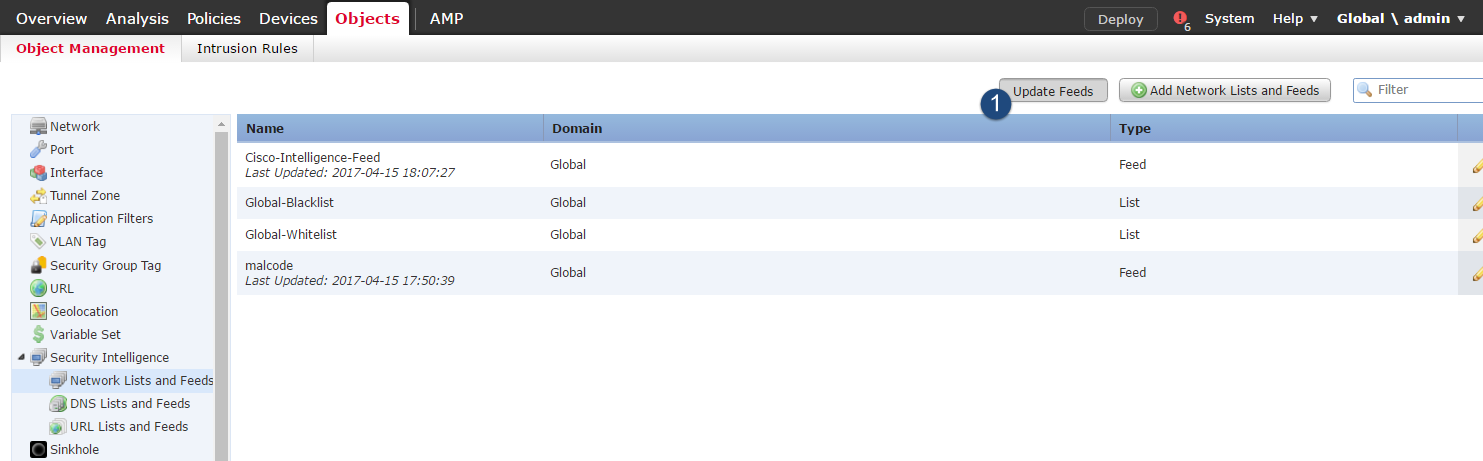 Overview Analysis Policies Devices Objects AMP Deploy 6 System Help Global \ admin
Object Management Intrusion Rules
1 Update Feeds Add Network Lists and Feeds Filter
Network
Port
Interface
Tunnel Zone
Application Filters
VLAN Tag
Security Group Tag
URL
Geolocation
Variable Set
Security Intelligence
Network Lists and Feeds
DNS Lists and Feeds
URL Lists and Feeds
Sinkhole
Name Domain Type
Cisco-Intelligence-Feed Global Feed
Last Updated: 2017-04-15 18:07:27
Global-Blacklist Global List
Global-Whitelist Global List
malcode Global Feed
Last Updated: 2017-04-15 17:50:39